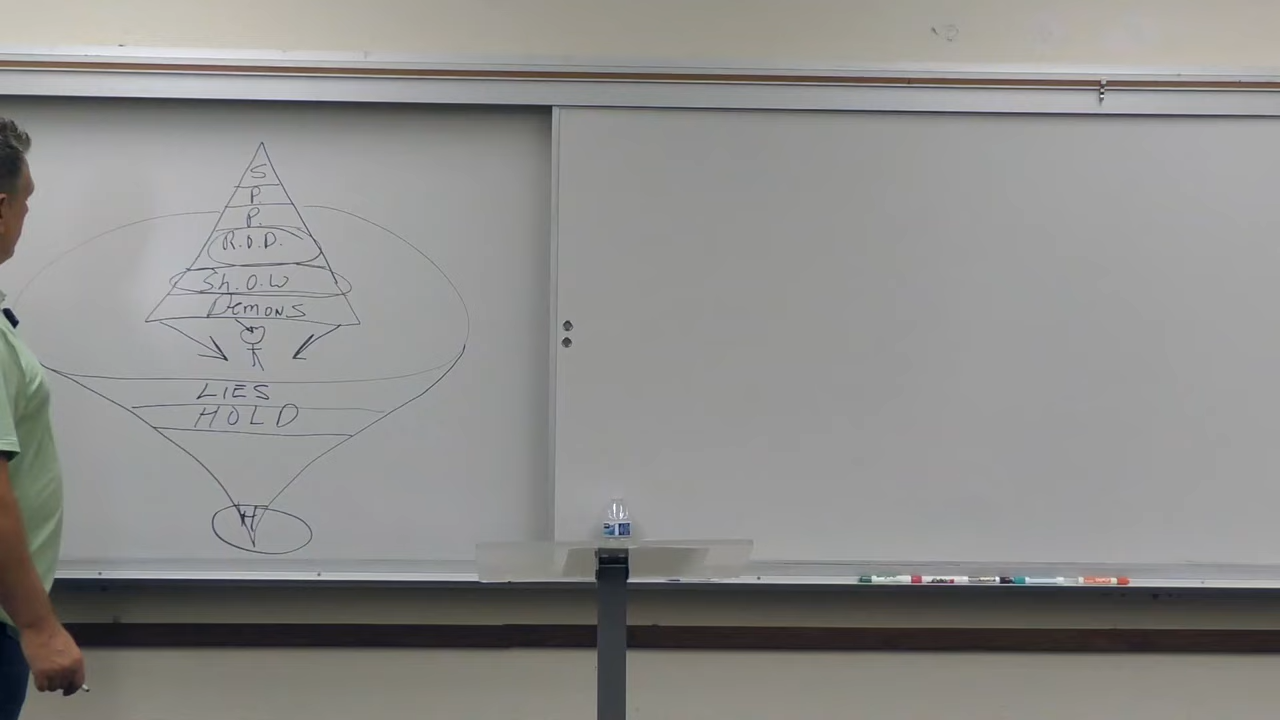 S
P.
P.
R.O.D.
Sh.O.W
Demons
LIES
HOLD
H